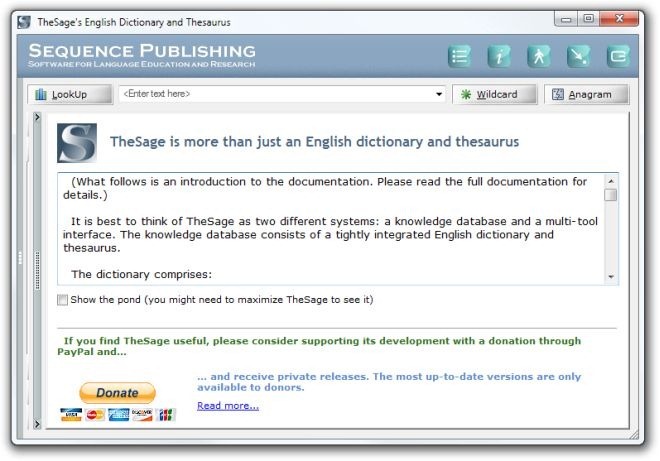 TheSage's English Dictionary and Thesaurus
SEQUENCE PUBLISHING
SOFTWARE FOR LANGUAGE EDUCATION AND RESEARCH
LookUp
<Enter text here>
Wildcard
Anagram
S
TheSage is more than just an English dictionary and thesaurus
(What follows is an introduction to the documentation. Please read the full documentation for
details.)
It is best to think of TheSage as two different systems: a knowledge database and a multi-tool
interface. The knowledge database consists of a tightly integrated English dictionary and
thesaurus.
The dictionary comprises:
Show the pond (you might need to maximize TheSage to see it)
If you find TheSage useful, please consider supporting its development with a donation through
PayPal and...
Donate
VISA DISCOVER JCB
... and receive private releases. The most up-to-date versions are only
available to donors.
Read more...